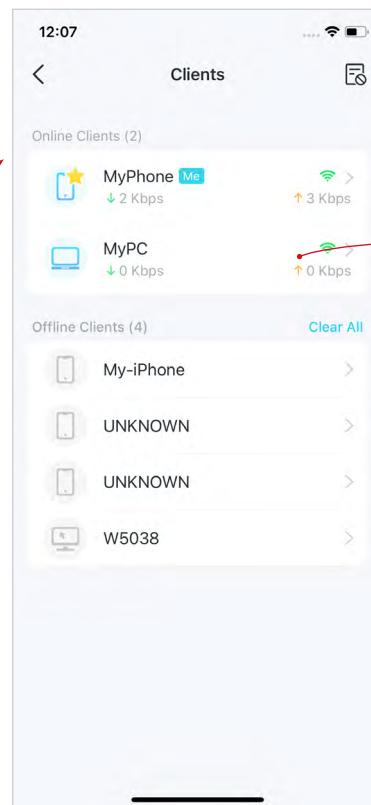 12:07
Clients
Online Clients (2)
MyPhone Me
↓ 2 Kbps ↑ 3 Kbps
MyPC
↓ 0 Kbps ↑ 0 Kbps
Offline Clients (4) Clear All
My-iPhone
UNKNOWN
UNKNOWN
W5038